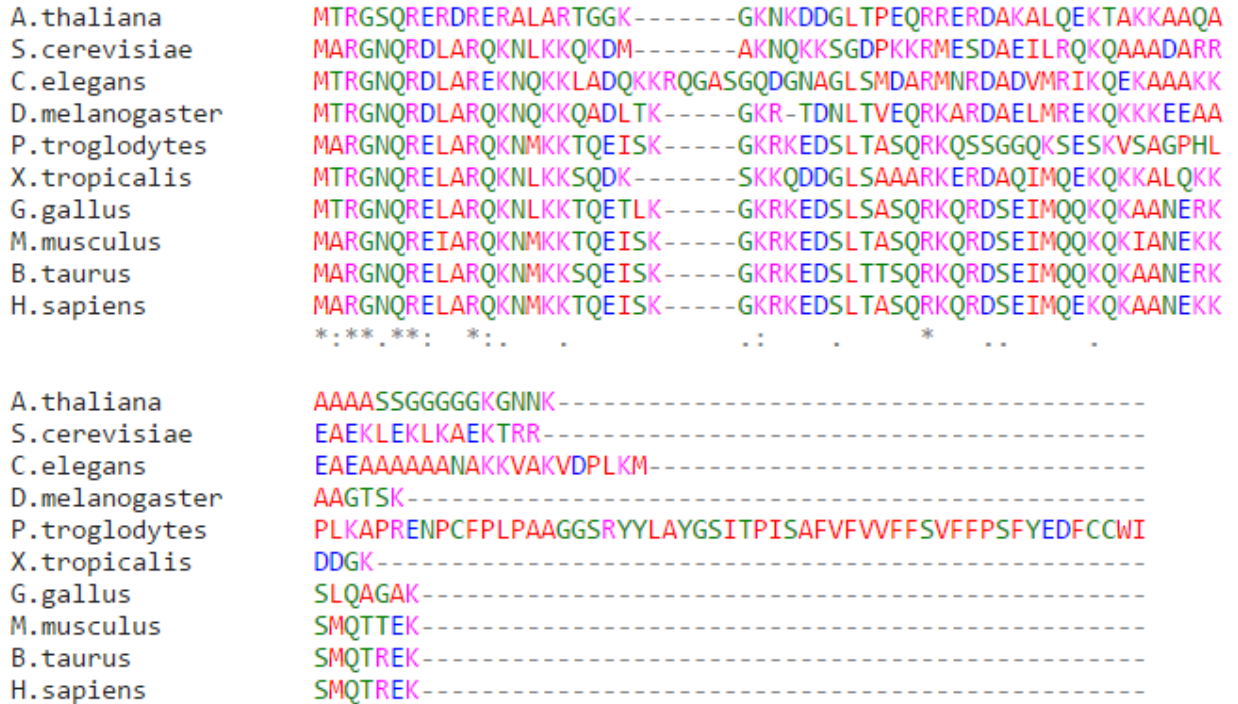 A.thaliana MTRGSQRERDRERALARTGGK-------GKNKDDGLTPEQRRERDAKALQEKTAKKAAQA
S.cerevisiae MARGNQRDLARQKNLKKQKDM-------AKNQKKSGDPKKRMESDAEILRQKQAAADARR
C.elegans MTRGNQRDLAREKNQKKLADQKKRQGASGQDGNAGLSMDARMNRDADVMRIKQEKAAAKK
D.melanogaster MTRGNQRDLAREKNQKKQADLTK-----GKR-TDNLTVEQRKARDAELMREKQKKKEEAA
P.troglodytes MARGNQRELARQKNMKKTQEISK-----GKRKEDSLTASQRKQSSGGQKSESKVSAGPHL
X.tropicalis MTRGNQRELARQKNLKKSQDK-------SKKQDDGLSAAARKERDAQIMQEKQKKALQKK
G.gallus MTRGNQRELARQKNLKKTQETLK-----GKRKEDSLSASQRKQRDSEIMQQKQKAANERK
M.musculus MARGNQREIARQKNMKKTQEISK-----GKRKEDSLTASQRKQRDSEIMQQKQKIANEKK
B.taurus MARGNQRELARQKNMKKSQEISK-----GKRKEDSLTTSQRKQRDSEIMQQKQKAANERK
H.sapiens MARGNQRELARQKNMKKTQEISK-----GKRKEDSLTASQRKQRDSEIMQEKQKAANEKK
*:**.**:  *:.   .            .:     .     *    ..     .
A.thaliana AAAASSGGGGGKGNNK---------------------------------------
S.cerevisiae EAEKLEKLKAEKTRR----------------------------------------
C.elegans EAEAAAAAANAKKVAKVDPLKM---------------------------------
D.melanogaster AAGTSK-------------------------------------------------
P.troglodytes PLKAPRENPCFPLPAAGGSRYYLAYGSITPISAFVFVVFFSVFFPSFYEDFCCWI
X.tropicalis DDGK---------------------------------------------------
G.gallus SLQAGAK------------------------------------------------
M.musculus SMQTTEK------------------------------------------------
B.taurus SMQTREK------------------------------------------------
H.sapiens SMQTREK------------------------------------------------